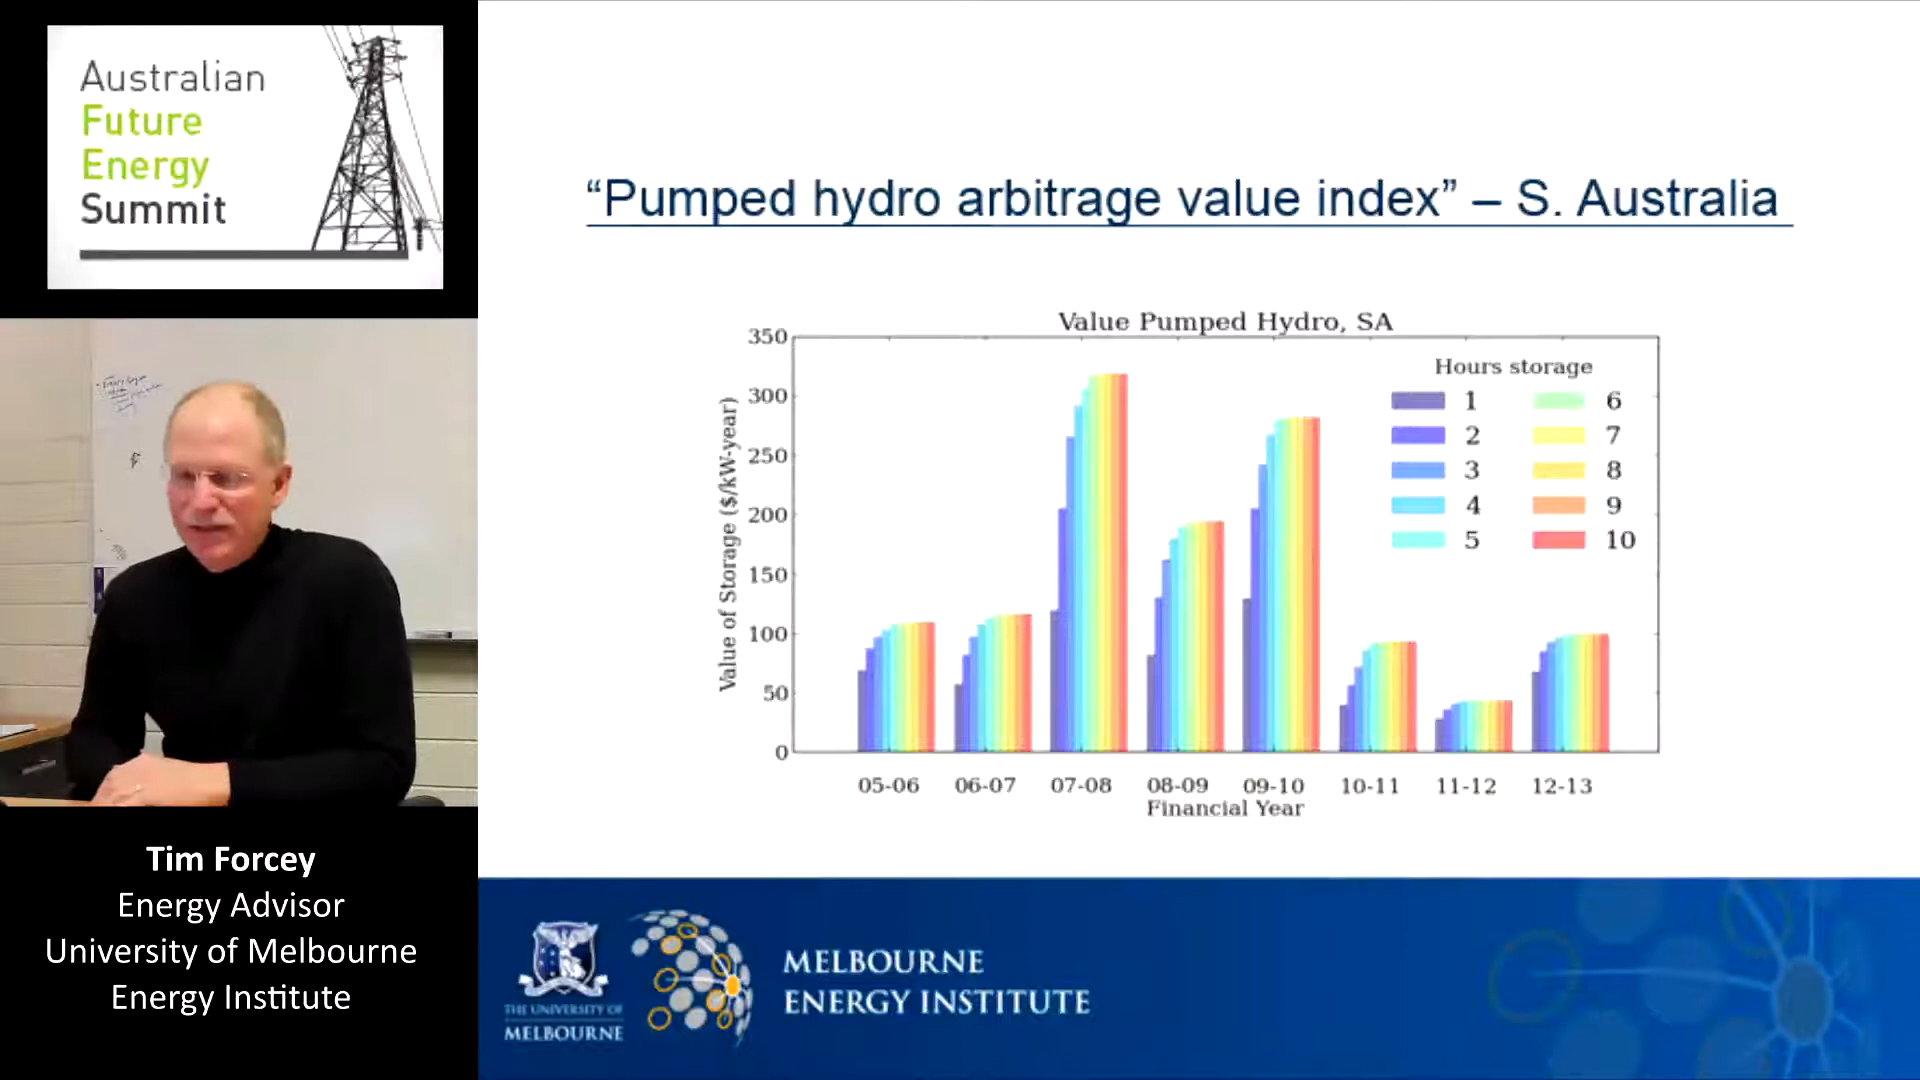 Australian
Future
Energy
Summit
Tim Forcey
Energy Advisor
University of Melbourne
Energy Institute
“Pumped hydro arbitrage value index” – S. Australia
Value Pumped Hydro, SA
Value of Storage ($/kW-year)
350
300
250
200
150
100
50
0
Hours storage
1 6
2 7
3 8
4 9
5 10
05-06 06-07 07-08 08-09 09-10 10-11 11-12 12-13
Financial Year
THE UNIVERSITY OF
MELBOURNE
MELBOURNE
ENERGY INSTITUTE